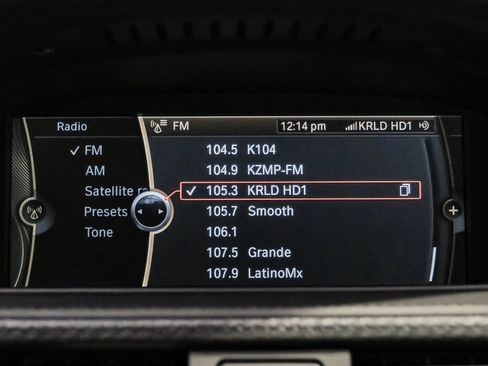 Radio
FM
12:14 pm
KRLD HD1
FM
AM
Satellite
Presets
Tone
104.5 K104
104.9 KZMP-FM
105.3 KRLD HD1
105.7 Smooth
106.1
107.5 Grande
107.9 LatinoMx